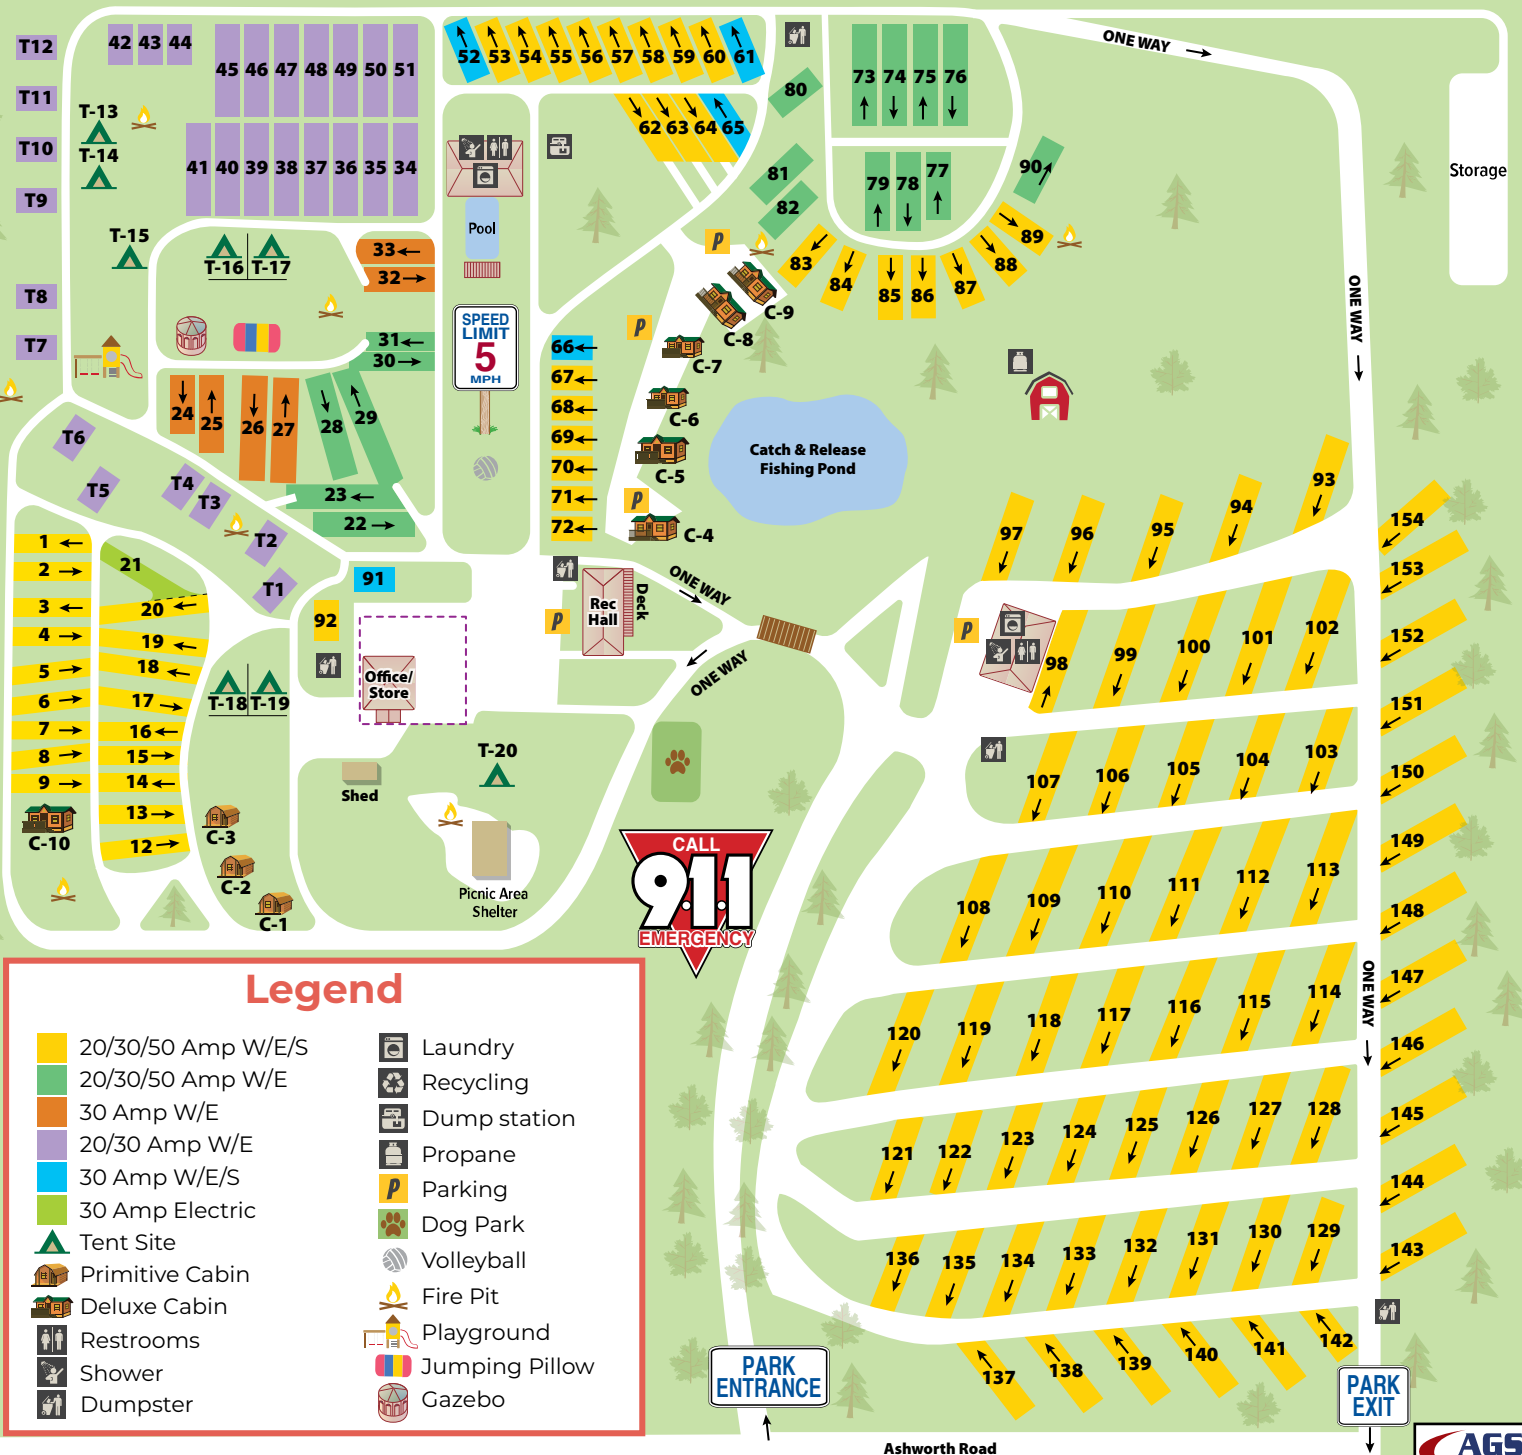 T12
T11
T10
T9
T8
T7
42 43 44
45 46 47 48 49 50 51
T-13
T-14
41 40 39 38 37 36 35 34
T-15
T-16 T-17
33
32
31
30
24 25 26 27 28 29
23
22
T6
T5
T4
T3
T2
T1
52 53 54 55 56 57 58 59 60 61
62 63 64 65
Pool
SPEED
LIMIT
5
MPH
66
67
68
69
70
71
72
80
81
82
73 74 75 76
79 78 77
90
89
88
87
86
85
84
83
P
C-9
C-8
P
C-7
C-6
C-5
P
C-4
Catch & Release
Fishing Pond
ONE WAY
Storage
ONE WAY
1
2
3
4
5
6
7
8
9
C-10
21
20
19
18
17
16
15
14
13
12
C-3
C-2
C-1
T-18 T-19
91
92
Office/
Store
Shed
T-20
Picnic Area
Shelter
P
Rec
Hall
Deck
ONE WAY
ONE WAY
CALL
911
EMERGENCY
97 96 95 94 93
P
98 99 100 101 102
107 106 105 104 103
108 109 110 111 112 113
120 119 118 117 116 115 114
121 122 123 124 125 126 127 128
136 135 134 133 132 131 130 129
137 138 139 140 141 142
154
153
152
151
150
149
148
147
146
145
144
143
ONE WAY
PARK
ENTRANCE
PARK
EXIT
Ashworth Road
AGS
Legend
20/30/50 Amp W/E/S
20/30/50 Amp W/E
30 Amp W/E
20/30 Amp W/E
30 Amp W/E/S
30 Amp Electric
Tent Site
Primitive Cabin
Deluxe Cabin
Restrooms
Shower
Dumpster
Laundry
Recycling
Dump station
Propane
P Parking
Dog Park
Volleyball
Fire Pit
Playground
Jumping Pillow
Gazebo